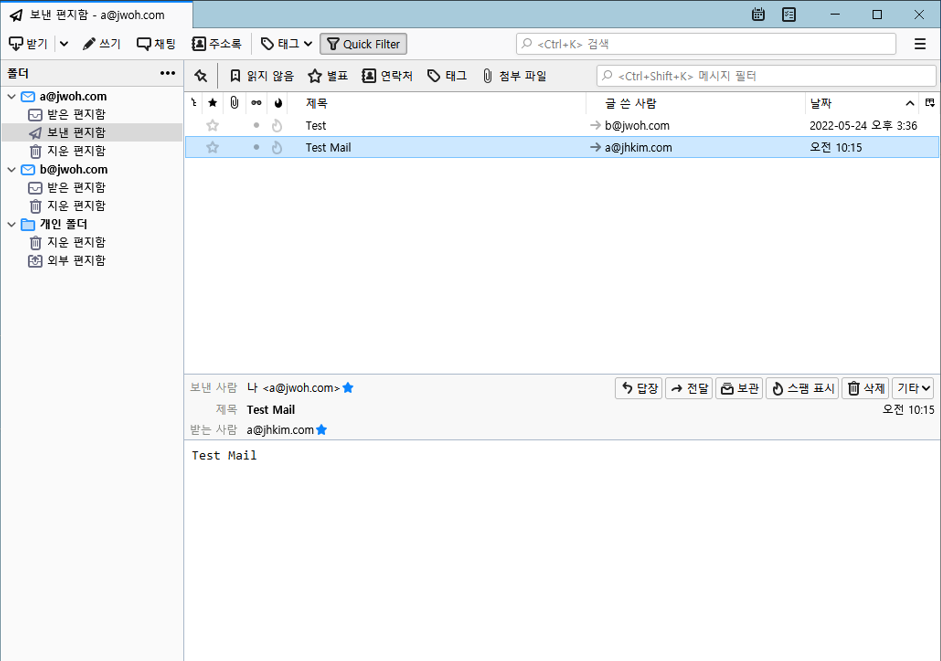 보낸 편지함 - a@jwoh.com
받기 쓰기 채팅 주소록 태그 Quick Filter <Ctrl+K> 검색
폴더
a@jwoh.com
받은 편지함
보낸 편지함
지운 편지함
b@jwoh.com
받은 편지함
지운 편지함
개인 폴더
지운 편지함
외부 편지함
읽지 않음 별표 연락처 태그 첨부 파일 <Ctrl+Shift+K> 메시지 필터
제목 글 쓴 사람 날짜
Test → b@jwoh.com 2022-05-24 오후 3:36
Test Mail → a@jhkim.com 오전 10:15
보낸 사람 나 <a@jwoh.com> 답장 전달 보관 스팸 표시 삭제 기타
제목 Test Mail 오전 10:15
받는 사람 a@jhkim.com
Test Mail